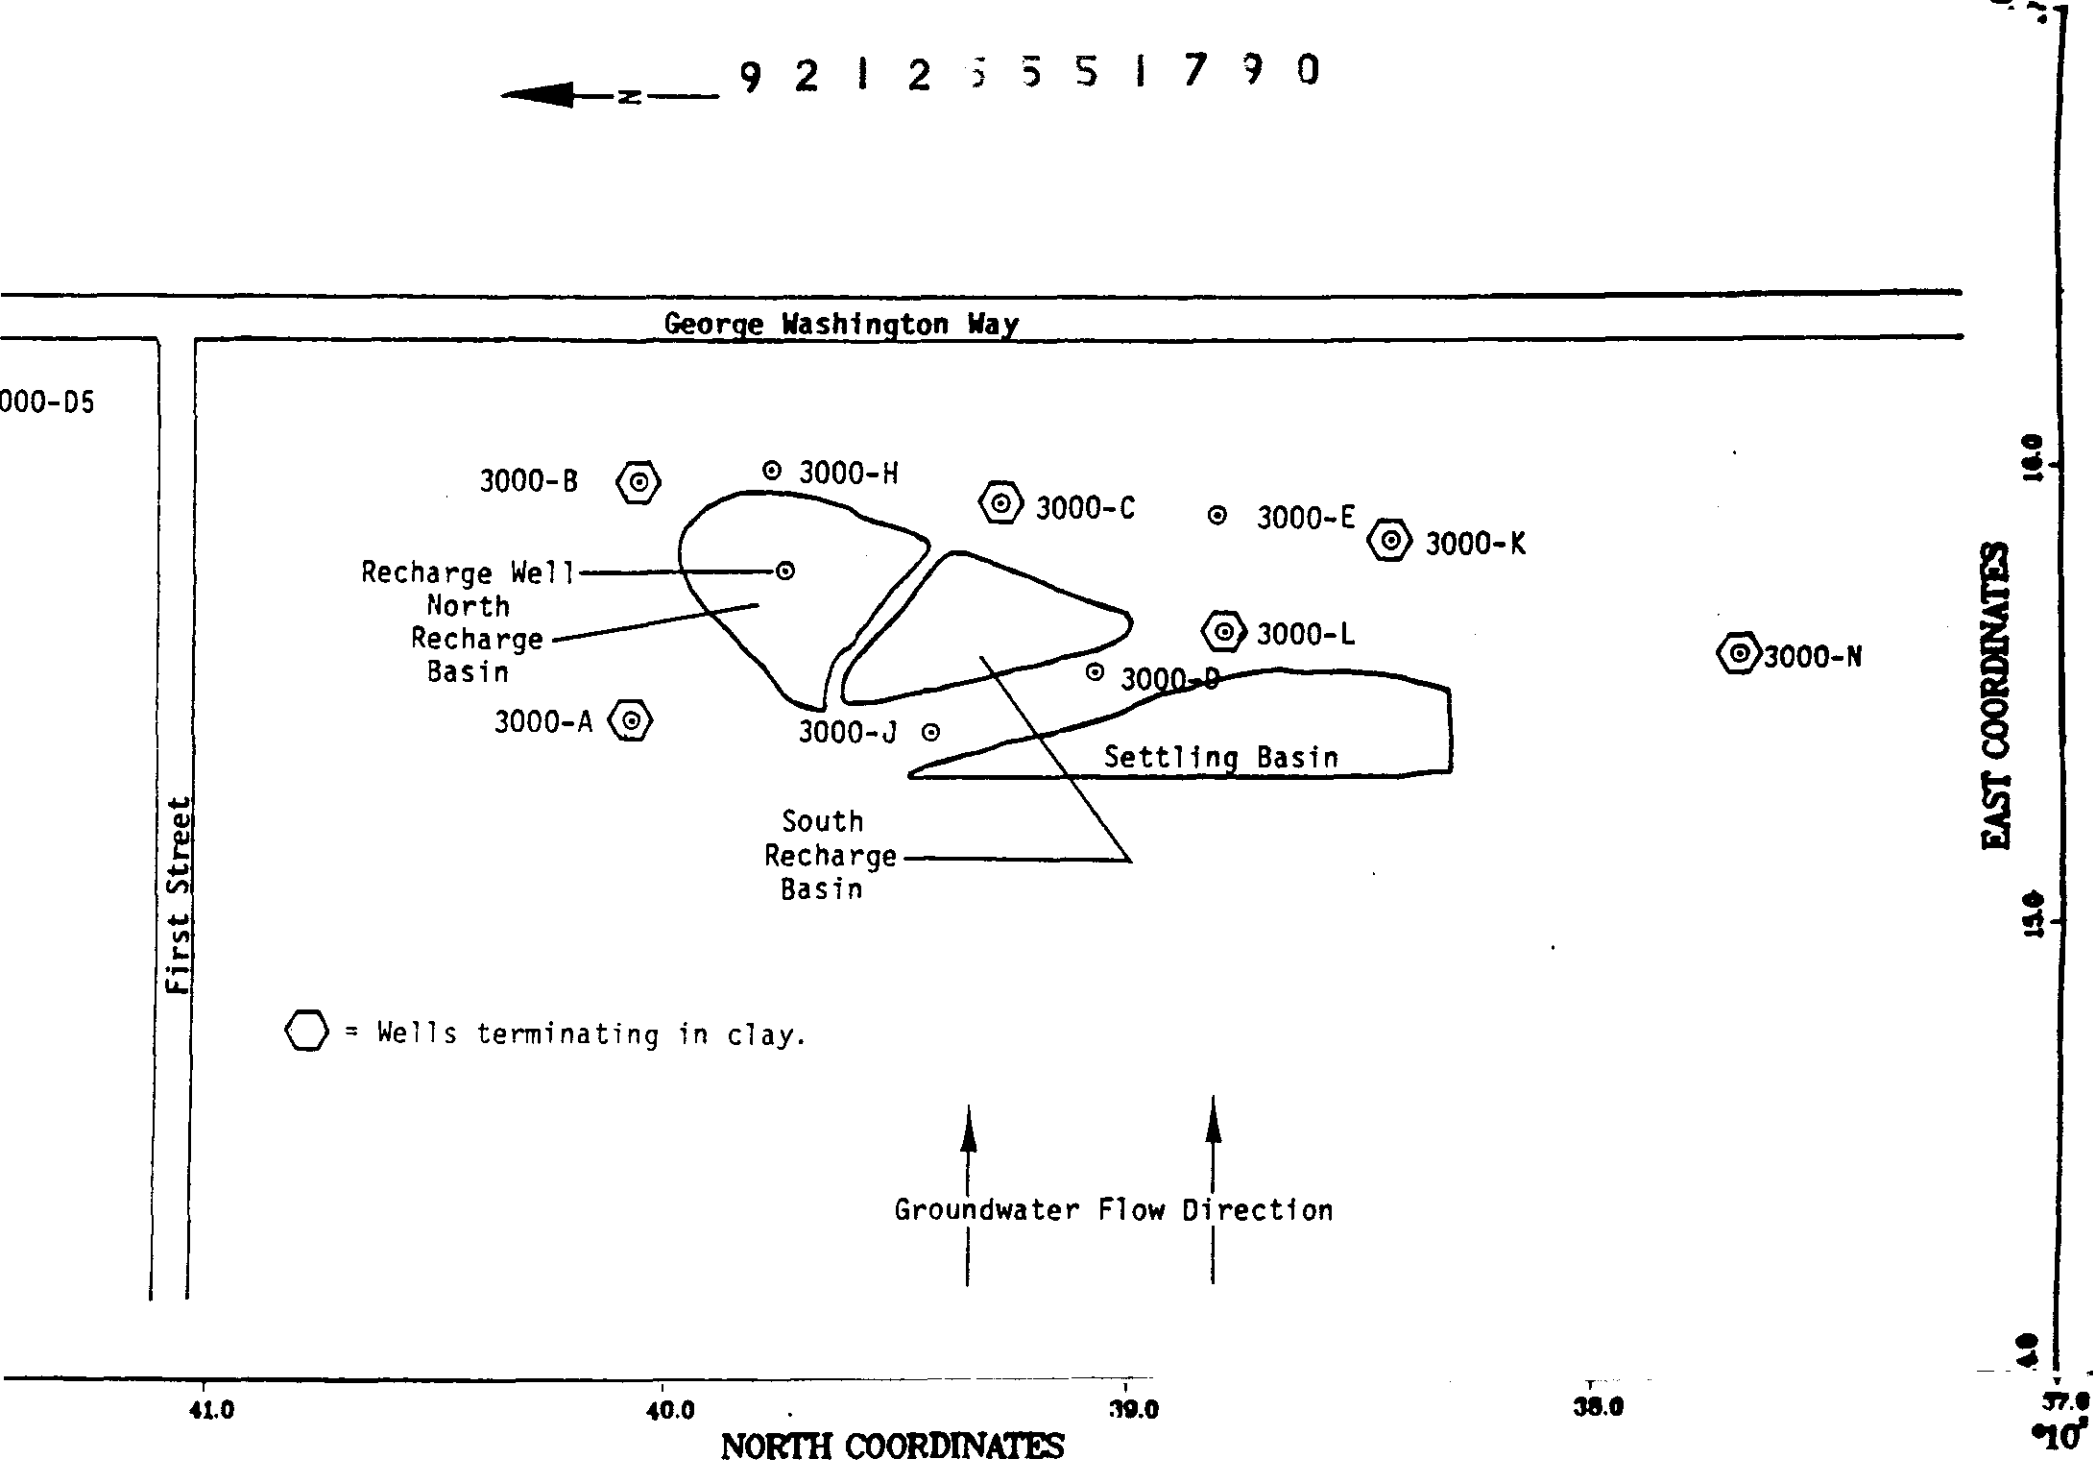 9 2 1 2 5 5 5 1 7 9 0
N
George Washington Way
000-D5
3000-B
3000-H
3000-C
3000-E
3000-K
Recharge Well
North
Recharge
Basin
3000-L
3000-N
3000-D
3000-A
3000-J
Settling Basin
South
Recharge
Basin
First Street
= Wells terminating in clay.
Groundwater Flow Direction
16.0
EAST COORDINATES
15.0
41.0
40.0
39.0
38.0
37.0
NORTH COORDINATES